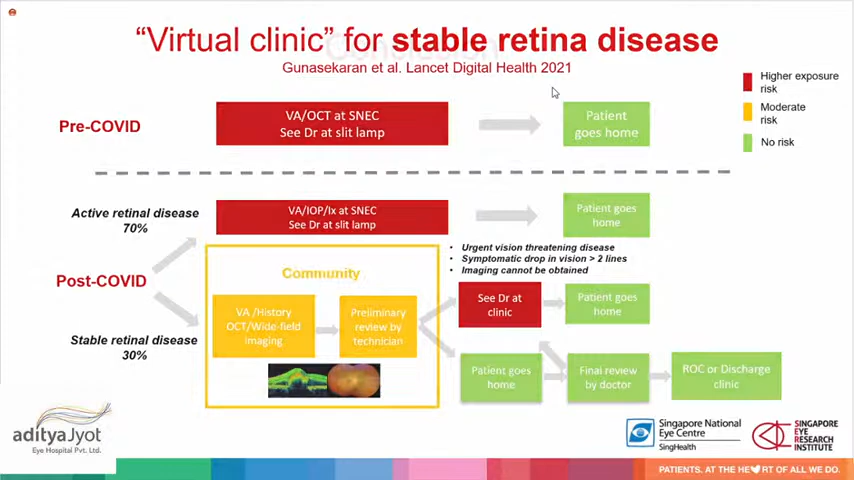 “Virtual clinic” for stable retina disease
Gunasekaran et al. Lancet Digital Health 2021
Higher exposure
risk
Moderate
risk
No risk
Pre-COVID
VA/OCT at SNEC
See Dr at slit lamp
Patient
goes home
Active retinal disease
70%
VA/IOP/Ix at SNEC
See Dr at slit lamp
Patient goes
home
Post-COVID
Stable retinal disease
30%
Community
VA /History
OCT/Wide-field
imaging
Preliminary
review by
technician
• Urgent vision threatening disease
• Symptomatic drop in vision > 2 lines
• Imaging cannot be obtained
See Dr at
clinic
Patient goes
home
Patient goes
home
Final review
by doctor
ROC or Discharge
clinic
adityaJyot
Eye Hospital Pvt. Ltd.
Singapore National
Eye Centre
SingHealth
SINGAPORE
EYE
RESEARCH
INSTITUTE
PATIENTS. AT THE HE RT OF ALL WE DO.